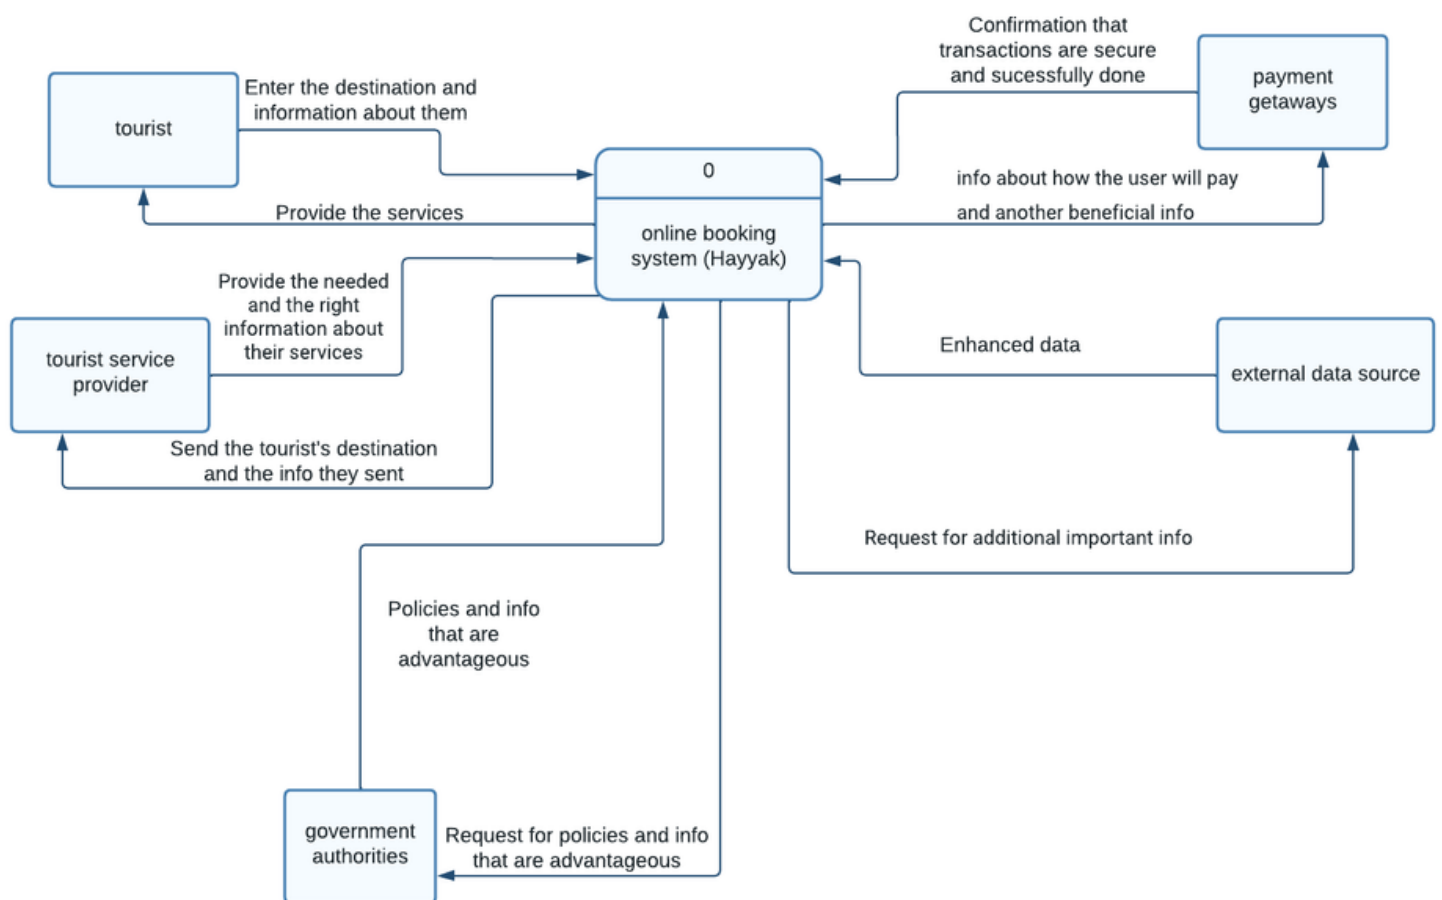 Confirmation that
transactions are secure
and sucessfully done
payment
getaways
Enter the destination and
information about them
tourist
0
info about how the user will pay
and another beneficial info
Provide the services
online booking
system (Hayyak)
Provide the needed
and the right
information about
their services
Enhanced data
tourist service
provider
external data source
Send the tourist's destination
and the info they sent
Request for additional important info
Policies and info
that are
advantageous
government
authorities
Request for policies and info
that are advantageous